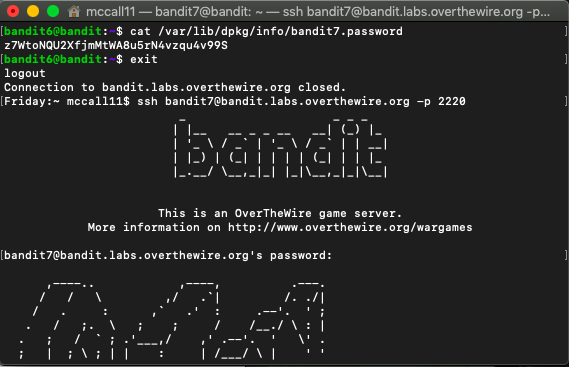 mccall11 — bandit7@bandit: ~ — ssh bandit7@bandit.labs.overthewire.org -p...
[bandit6@bandit:~$ cat /var/lib/dpkg/info/bandit7.password
z7WtoNQU2XfjmMtWA8u5rN4vzqu4v99S
[bandit6@bandit:~$ exit
logout
Connection to bandit.labs.overthewire.org closed.
[Friday:~ mccall11$ ssh bandit7@bandit.labs.overthewire.org -p 2220
bandit
This is an OverTheWire game server.
More information on http://www.overthewire.org/wargames
[bandit7@bandit.labs.overthewire.org's password: